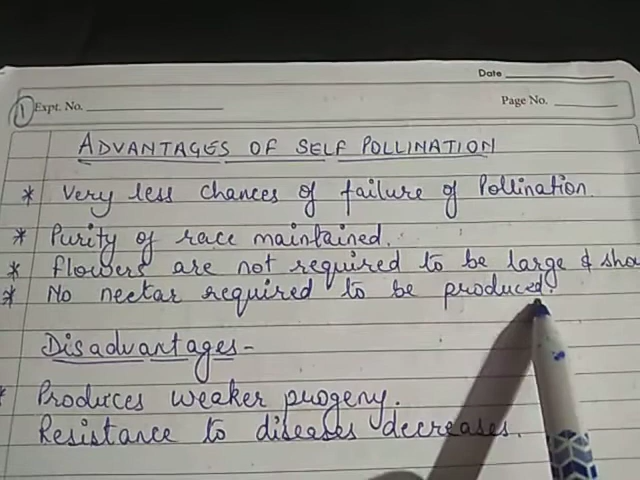 Date
1 Expt. No. Page No.
ADVANTAGES OF SELF POLLINATION
* Very less chances of failure of Pollination.
* Purity of race maintained.
* flowers are not required to be large & sho
* No nectar required to be produced.
Disadvantages -
* Produces weaker progeny.
Resistance to diseases decreases.